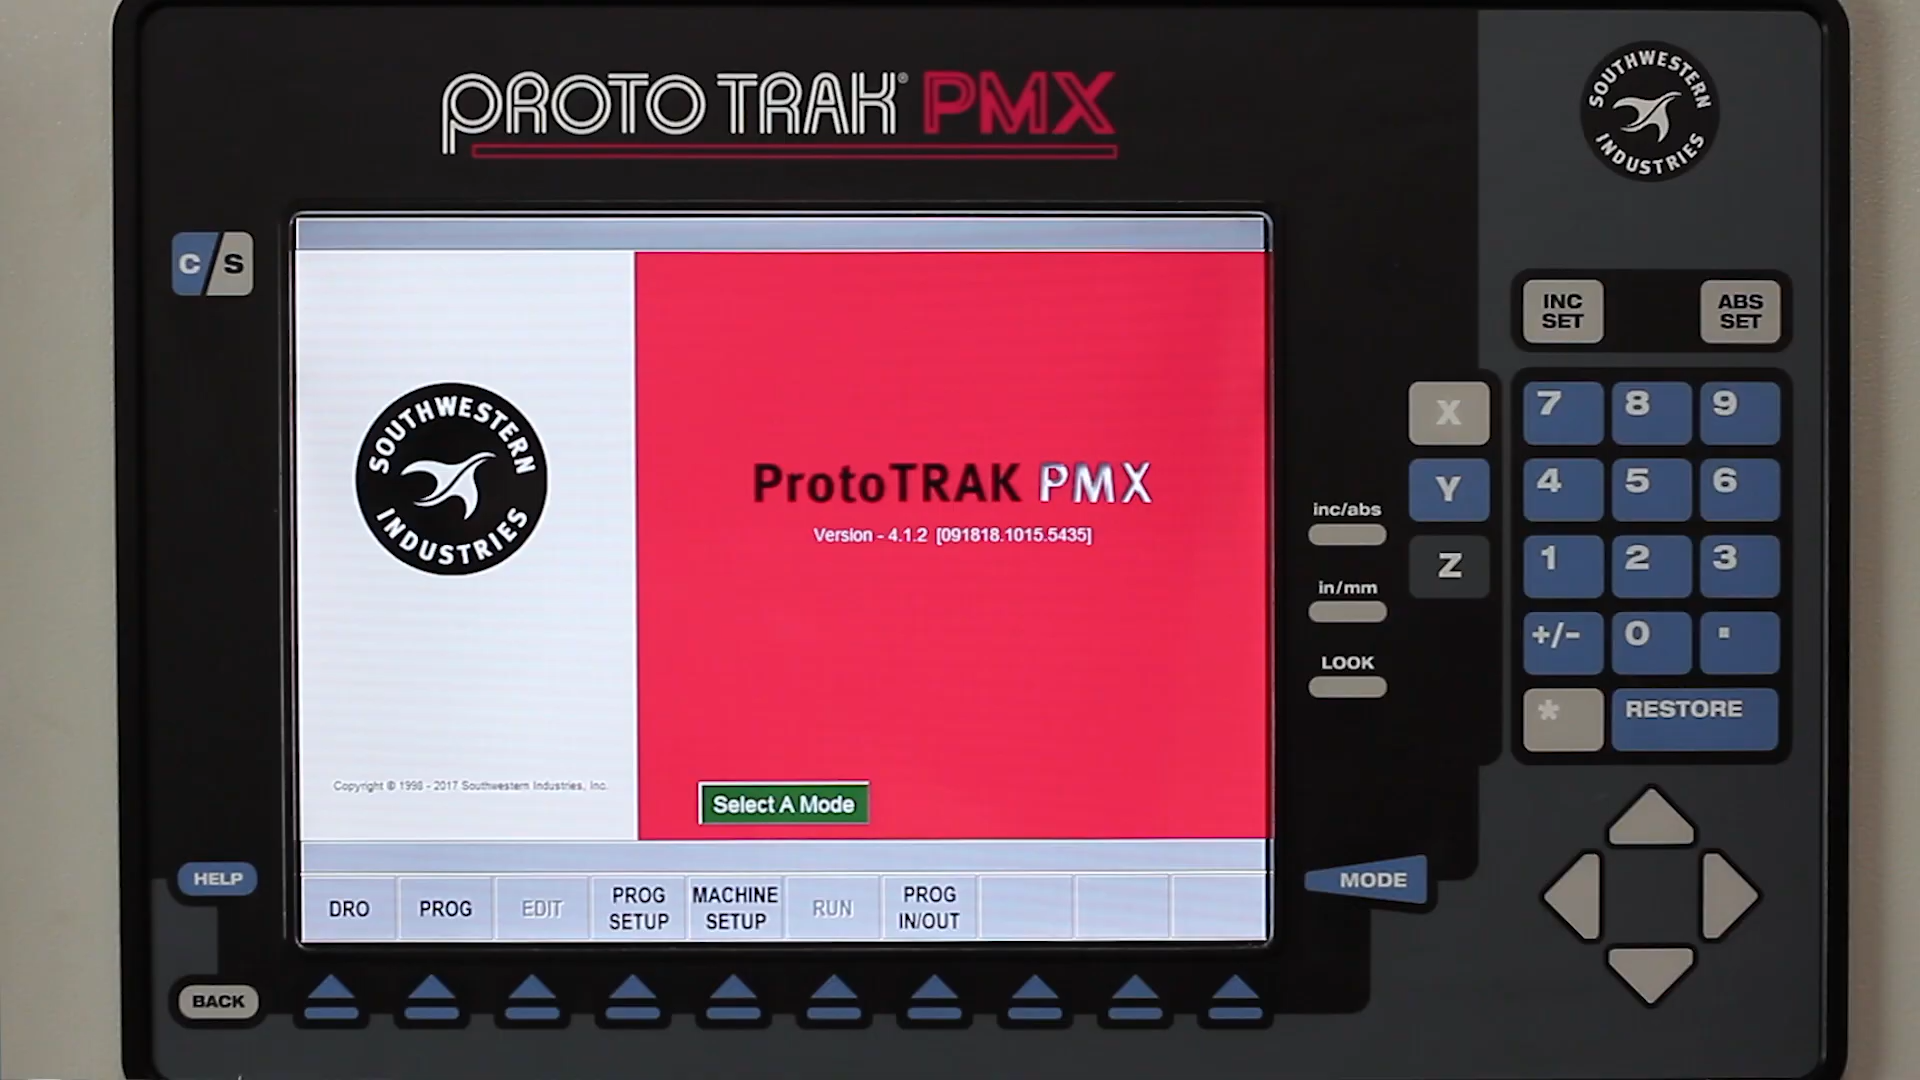 PROTO TRAK® PMX
SOUTHWESTERN
INDUSTRIES
C/S
INC
SET
ABS
SET
SOUTHWESTERN
INDUSTRIES
ProtoTRAK PMX
Version - 4.1.2 [091818.1015.5435]
Copyright © 1998 - 2017 Southwestern Industries, Inc.
Select A Mode
X
Y
Z
inc/abs
in/mm
LOOK
7 8 9
4 5 6
1 2 3
+/- 0 .
* RESTORE
HELP
MODE
DRO
PROG
EDIT
PROG
SETUP
MACHINE
SETUP
RUN
PROG
IN/OUT
BACK